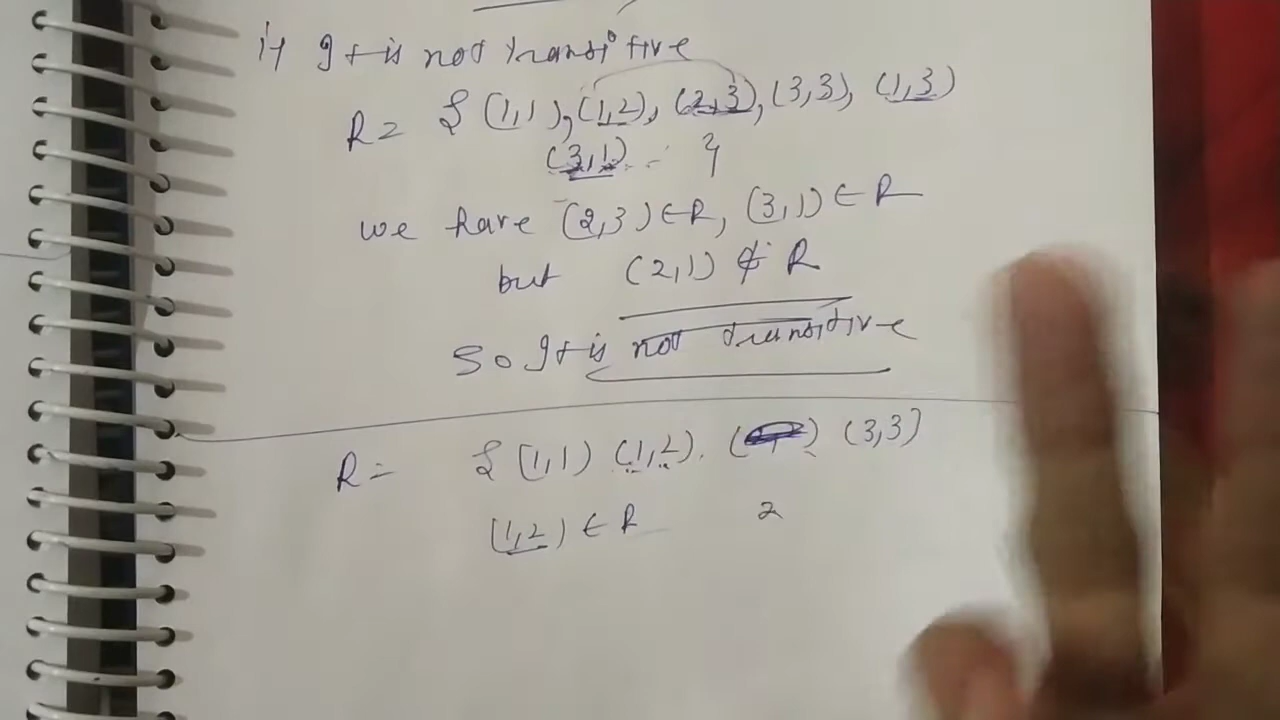 if It is not transitive
R = { (1,1), (1,2), (2,3), (3,3), (1,3)
(3,1) }
we have (2,3) ∈ R, (3,1) ∈ R
but (2,1) ∉ R
So It is not transitive
R = { (1,1) (1,2). ( ) (3,3)
(1,2) ∈ R 2